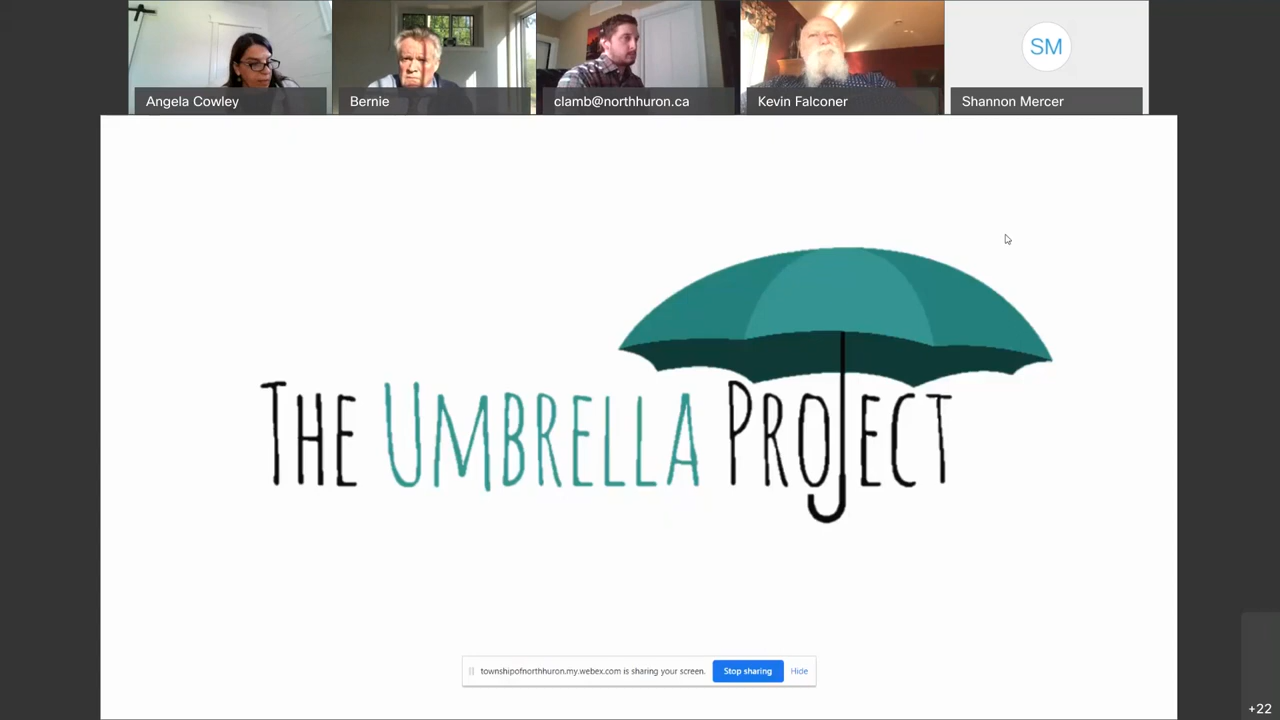 SM
Angela Cowley
Bernie
clamb@northhuron.ca
Kevin Falconer
Shannon Mercer
THE UMBRELLA PROJECT
townshipofnorthhuron.my.webex.com is sharing your screen.
Stop sharing
Hide
+22